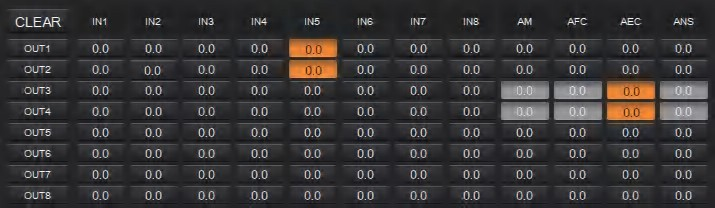 CLEAR IN1 IN2 IN3 IN4 IN5 IN6 IN7 IN8 AM AFC AEC ANS
OUT1 0.0 0.0 0.0 0.0 0.0 0.0 0.0 0.0 0.0 0.0 0.0 0.0
OUT2 0.0 0.0 0.0 0.0 0.0 0.0 0.0 0.0 0.0 0.0 0.0 0.0
OUT3 0.0 0.0 0.0 0.0 0.0 0.0 0.0 0.0 0.0 0.0 0.0 0.0
OUT4 0.0 0.0 0.0 0.0 0.0 0.0 0.0 0.0 0.0 0.0 0.0 0.0
OUT5 0.0 0.0 0.0 0.0 0.0 0.0 0.0 0.0 0.0 0.0 0.0 0.0
OUT6 0.0 0.0 0.0 0.0 0.0 0.0 0.0 0.0 0.0 0.0 0.0 0.0
OUT7 0.0 0.0 0.0 0.0 0.0 0.0 0.0 0.0 0.0 0.0 0.0 0.0
OUT8 0.0 0.0 0.0 0.0 0.0 0.0 0.0 0.0 0.0 0.0 0.0 0.0